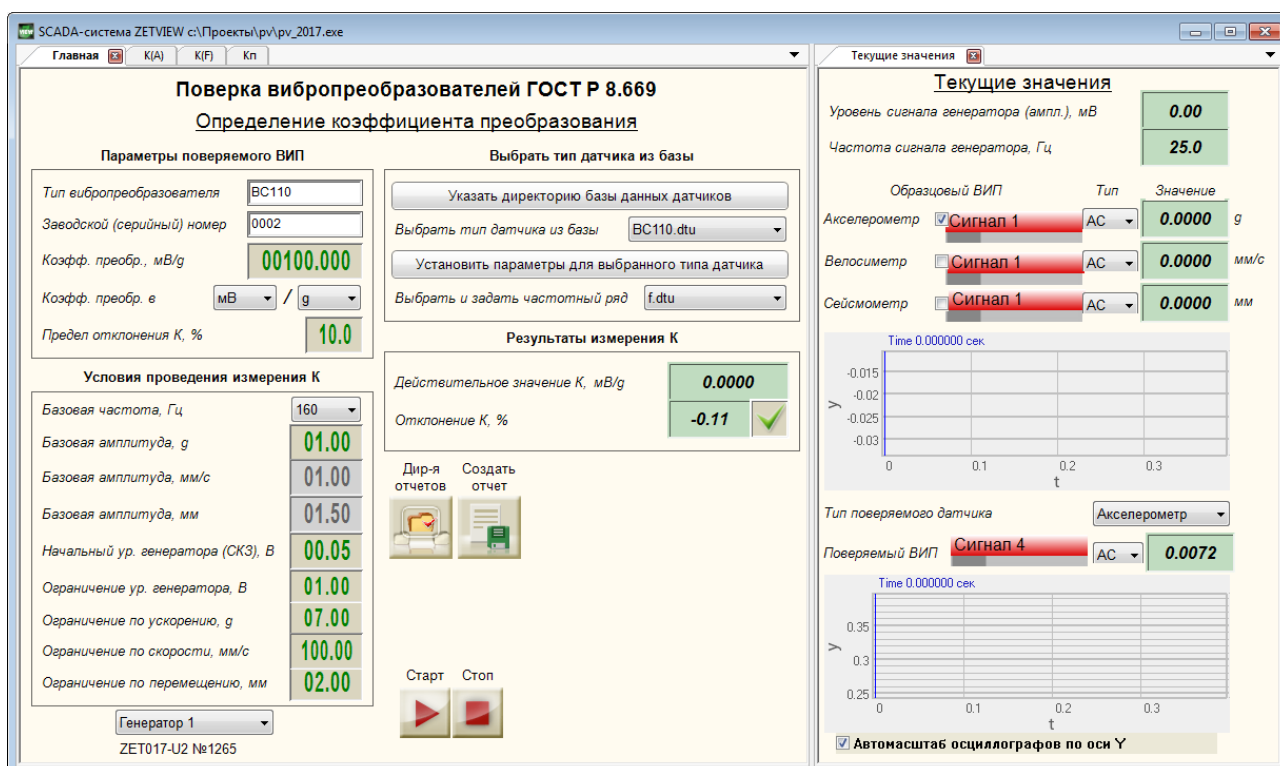 SCADA-система ZETVIEW c:\Проекты\pv\pv_2017.exe
Главная K(A) K(F) Кп
Поверка вибропреобразователей ГОСТ Р 8.669
Определение коэффициента преобразования
Параметры поверяемого ВИП
Тип вибропреобразователя BC110
Заводской (серийный) номер 0002
Коэфф. преобр., мВ/g 00100.000
Коэфф. преобр. в мВ / g
Предел отклонения К, % 10.0
Условия проведения измерения К
Базовая частота, Гц 160
Базовая амплитуда, g 01.00
Базовая амплитуда, мм/с 01.00
Базовая амплитуда, мм 01.50
Начальный ур. генератора (СКЗ), В 00.05
Ограничение ур. генератора, В 01.00
Ограничение по ускорению, g 07.00
Ограничение по скорости, мм/с 100.00
Ограничение по перемещению, мм 02.00
Генератор 1
ZET017-U2 №1265
Выбрать тип датчика из базы
Указать директорию базы данных датчиков
Выбрать тип датчика из базы BC110.dtu
Установить параметры для выбранного типа датчика
Выбрать и задать частотный ряд f.dtu
Результаты измерения К
Действительное значение К, мВ/g 0.0000
Отклонение К, % -0.11
Дир-я Создать
отчетов отчет
Старт Стоп
Текущие значения
Текущие значения
Уровень сигнала генератора (ампл.), мВ 0.00
Частота сигнала генератора, Гц 25.0
Образцовый ВИП Тип Значение
Акселерометр Сигнал 1 AC 0.0000 g
Велосиметр Сигнал 1 AC 0.0000 мм/с
Сейсмометр Сигнал 1 AC 0.0000 мм
Time 0.000000 сек
-0.015
-0.02
-0.025
-0.03
y
0 0.1 0.2 0.3
t
Тип поверяемого датчика Акселерометр
Поверяемый ВИП Сигнал 4 AC 0.0072
Time 0.000000 сек
0.35
0.3
0.25
y
0 0.1 0.2 0.3
t
Автомасштаб осциллографов по оси Y